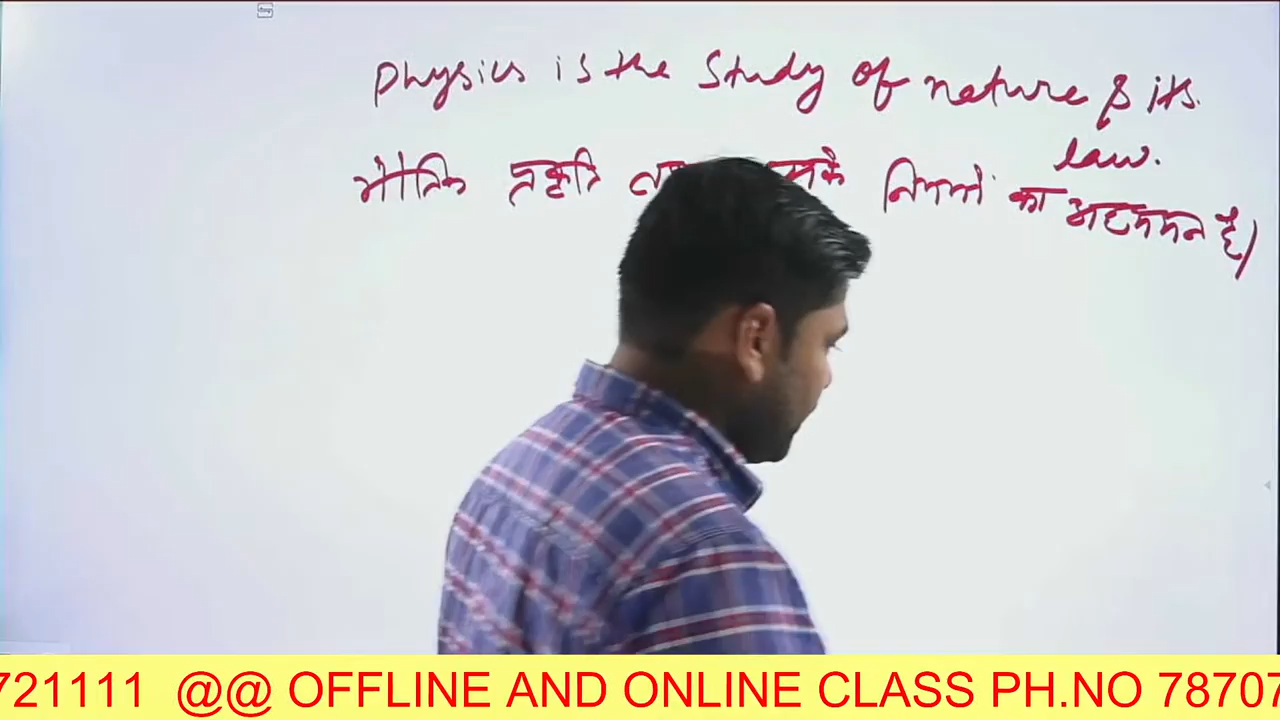 Physics is the Study of nature & its
law.
भौतिक प्रकृति के नियमों का अध्ययन है।
721111 @@ OFFLINE AND ONLINE CLASS PH.NO 78707